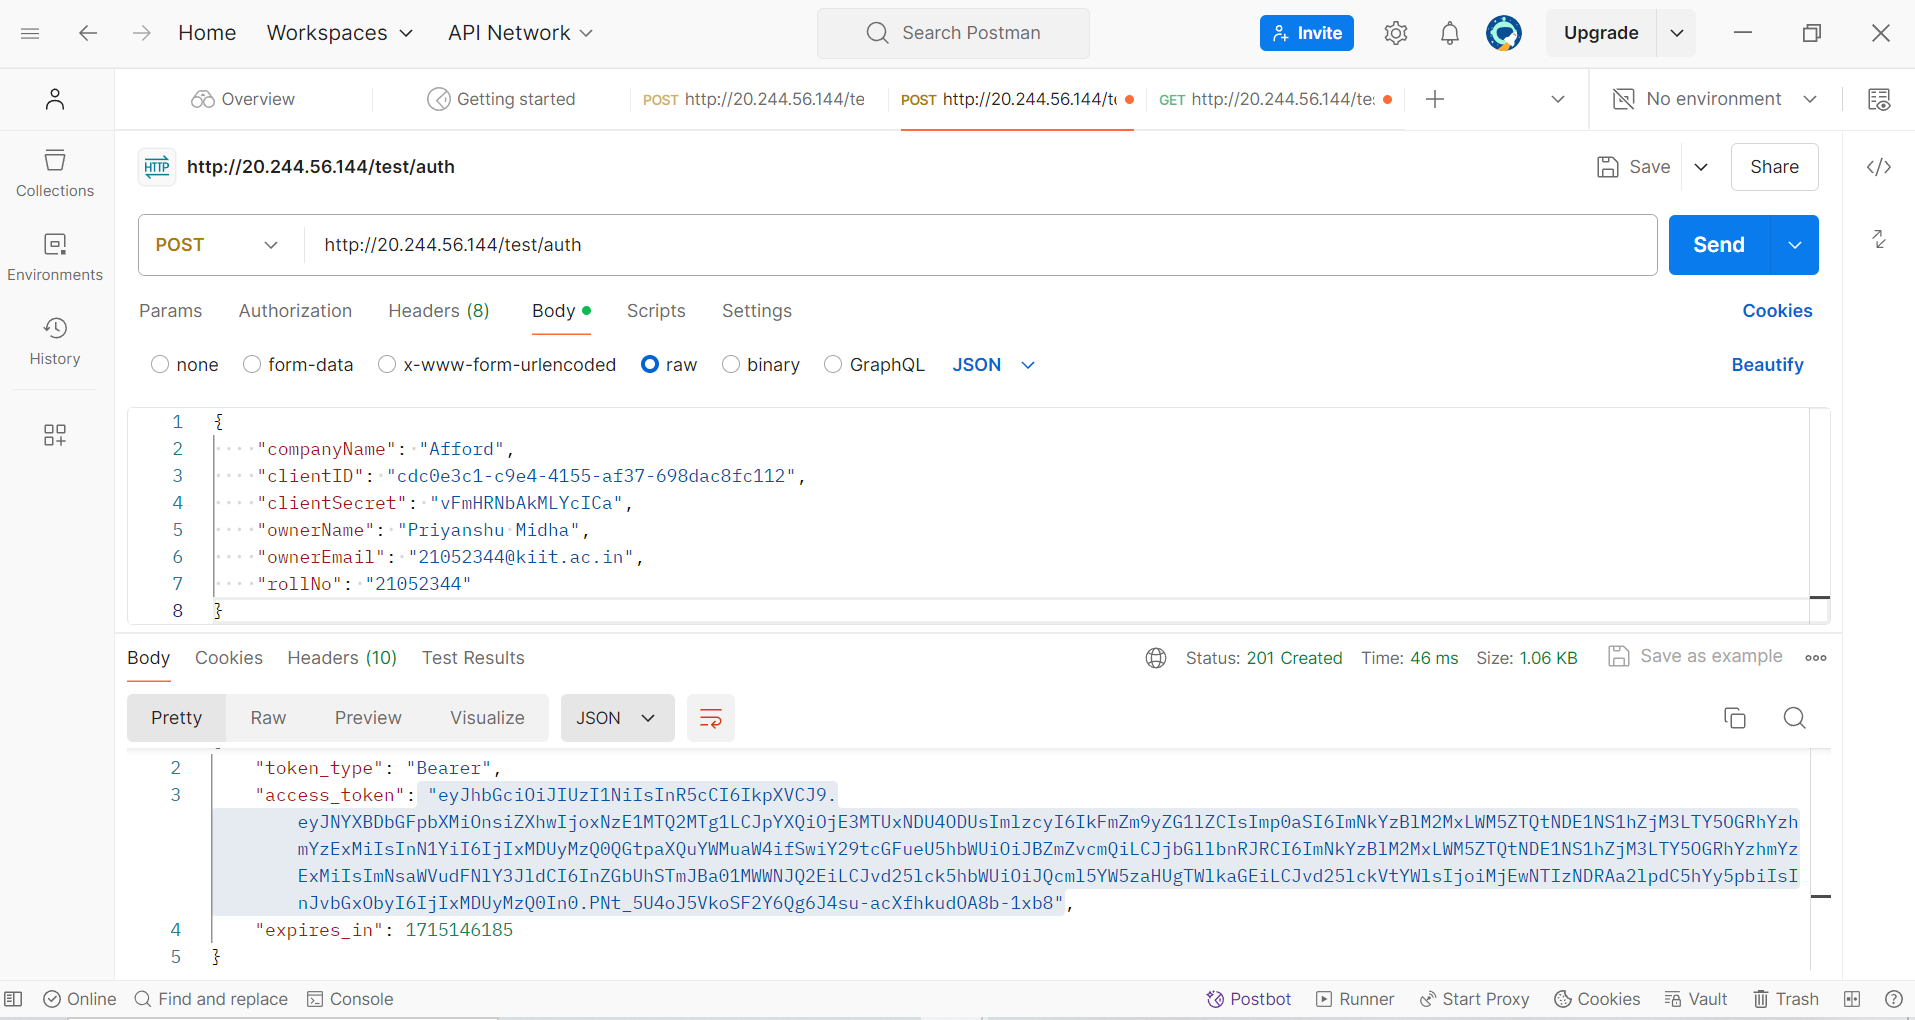 Home Workspaces API Network Search Postman Invite Upgrade
Overview Getting started POST http://20.244.56.144/te POST http://20.244.56.144/te GET http://20.244.56.144/tes No environment
HTTP http://20.244.56.144/test/auth Save Share
Collections
Environments
History
POST http://20.244.56.144/test/auth Send
Params Authorization Headers (8) Body Scripts Settings Cookies
none form-data x-www-form-urlencoded raw binary GraphQL JSON Beautify
1 {
2 "companyName": "Afford",
3 "clientID": "cdc0e3c1-c9e4-4155-af37-698dac8fc112",
4 "clientSecret": "vFmHRNbAkMLYcICa",
5 "ownerName": "Priyanshu Midha",
6 "ownerEmail": "21052344@kiit.ac.in",
7 "rollNo": "21052344"
8 }
Body Cookies Headers (10) Test Results Status: 201 Created Time: 46 ms Size: 1.06 KB Save as example
Pretty Raw Preview Visualize JSON
2 "token_type": "Bearer",
3 "access_token": "eyJhbGciOiJIUzI1NiIsInR5cCI6IkpXVCJ9.
eyJNYXBDbGFpbXMiOnsiZXhwIjoxNzE1MTQ2MTg1LCJpYXQiOjE3MTUxNDU4ODUsImlzcyI6IkFmZm9yZG1lZCIsImp0aSI6ImNkYzBlM2MxLWM5ZTQtNDE1NS1hZjM3LTY5OGRhYzh
mYzExMiIsInN1YiI6IjIxMDUyMzQ0QGtpaXQuYWMuaW4ifSwiY29tcGFueU5hbWUiOiJBZmZvcmQiLCJjbGllbnRJRCI6ImNkYzBlM2MxLWM5ZTQtNDE1NS1hZjM3LTY5OGRhYzhmYz
ExMiIsImNsaWVudFNlY3JldCI6InZGbUhSTmJBa01MWWNJQ2EiLCJvd25lck5hbWUiOiJQcml5YW5zaHUgTWlkaGEiLCJvd25lckVtYWlsIjoiMjEwNTIzNDRAa2lpdC5hYy5pbiIsI
nJvbGxObyI6IjIxMDUyMzQ0In0.PNt_5U4oJ5VkoSF2Y6Qg6J4su-acXfhkudOA8b-1xb8",
4 "expires_in": 1715146185
5 }
Online Find and replace Console Postbot Runner Start Proxy Cookies Vault Trash